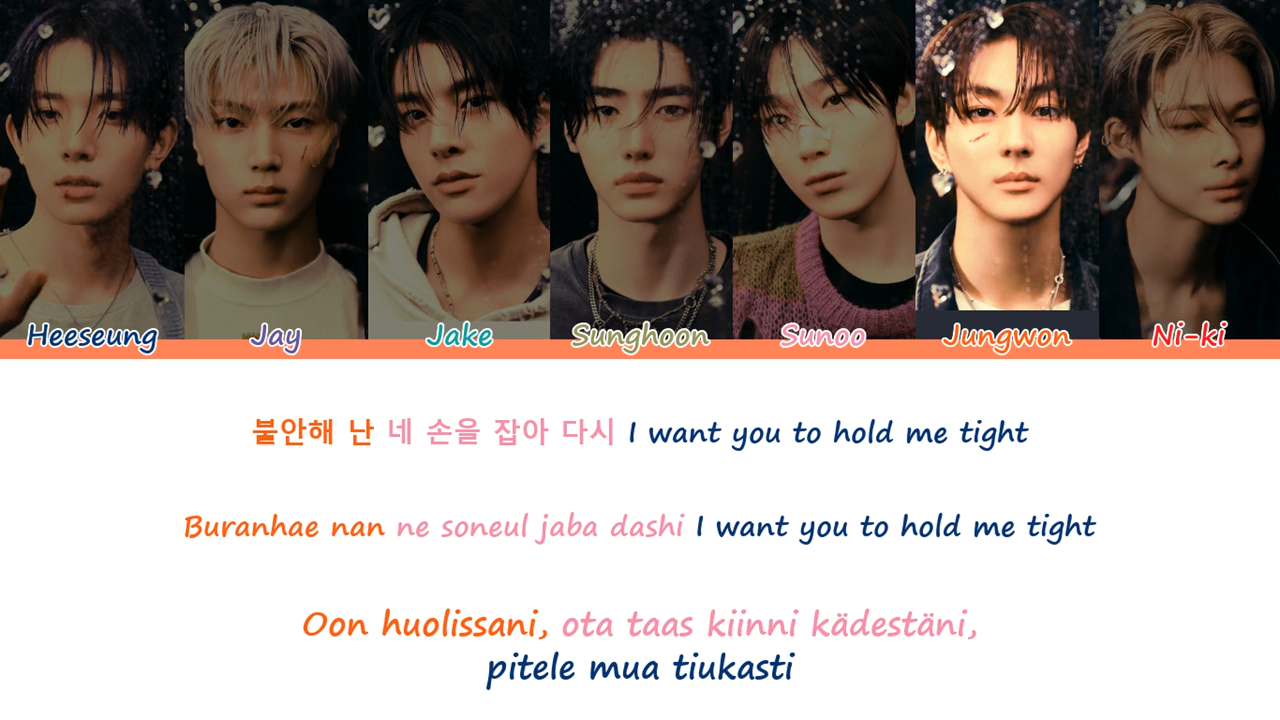 Heeseung Jay Jake Sunghoon Sunoo Jungwon Ni-ki
불안해 난 네 손을 잡아 다시 I want you to hold me tight
Buranhae nan ne soneul jaba dashi I want you to hold me tight
Oon huolissani, ota taas kiinni kädestäni,
pitele mua tiukasti